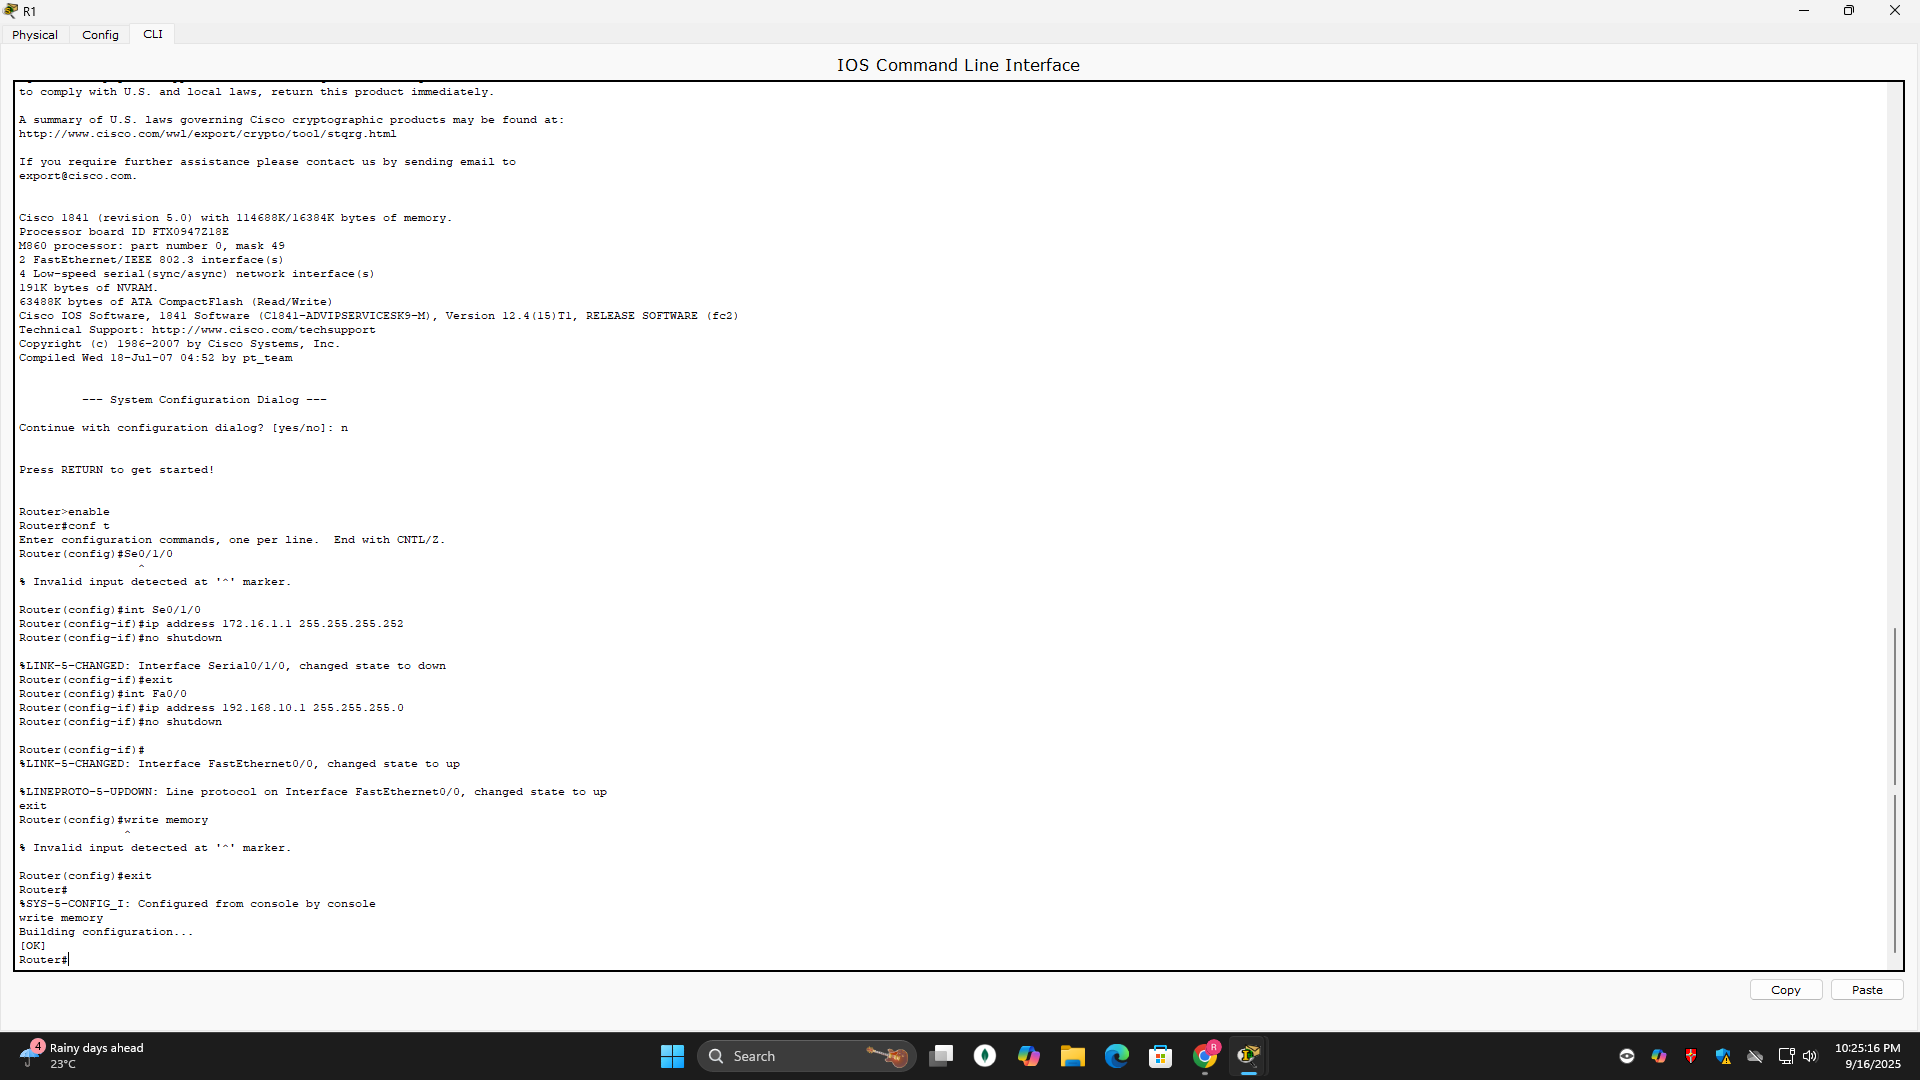 R1
Physical
Config
CLI
IOS Command Line Interface
to comply with U.S. and local laws, return this product immediately.
A summary of U.S. laws governing Cisco cryptographic products may be found at:
http://www.cisco.com/wwl/export/crypto/tool/stqrg.html
If you require further assistance please contact us by sending email to
export@cisco.com.
Cisco 1841 (revision 5.0) with 114688K/16384K bytes of memory.
Processor board ID FTX0947Z18E
M860 processor: part number 0, mask 49
2 FastEthernet/IEEE 802.3 interface(s)
4 Low-speed serial(sync/async) network interface(s)
191K bytes of NVRAM.
63488K bytes of ATA CompactFlash (Read/Write)
Cisco IOS Software, 1841 Software (C1841-ADVIPSERVICESK9-M), Version 12.4(15)T1, RELEASE SOFTWARE (fc2)
Technical Support: http://www.cisco.com/techsupport
Copyright (c) 1986-2007 by Cisco Systems, Inc.
Compiled Wed 18-Jul-07 04:52 by pt_team
--- System Configuration Dialog ---
Continue with configuration dialog? [yes/no]: n
Press RETURN to get started!
Router>enable
Router#conf t
Enter configuration commands, one per line.  End with CNTL/Z.
Router(config)#Se0/1/0
^
% Invalid input detected at '^' marker.
Router(config)#int Se0/1/0
Router(config-if)#ip address 172.16.1.1 255.255.255.252
Router(config-if)#no shutdown
%LINK-5-CHANGED: Interface Serial0/1/0, changed state to down
Router(config-if)#exit
Router(config)#int Fa0/0
Router(config-if)#ip address 192.168.10.1 255.255.255.0
Router(config-if)#no shutdown
Router(config-if)#
%LINK-5-CHANGED: Interface FastEthernet0/0, changed state to up
%LINEPROTO-5-UPDOWN: Line protocol on Interface FastEthernet0/0, changed state to up
exit
Router(config)#write memory
^
% Invalid input detected at '^' marker.
Router(config)#exit
Router#
%SYS-5-CONFIG_I: Configured from console by console
write memory
Building configuration...
[OK]
Router#
Copy
Paste
4
Rainy days ahead
23°C
Search
R
10:25:16 PM
9/16/2025